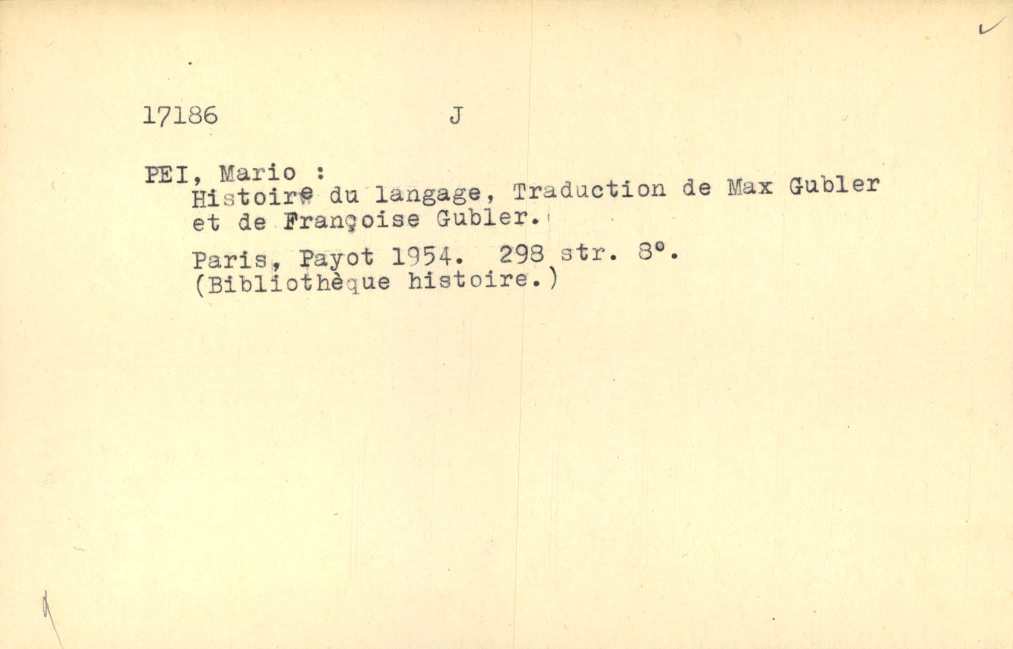 17186 J
PEI, Mario :
Histoire du langage, Traduction de Max Gubler
et de Françoise Gubler.
Paris, Payot 1954. 298 str. 8°.
(Bibliothèque histoire.)